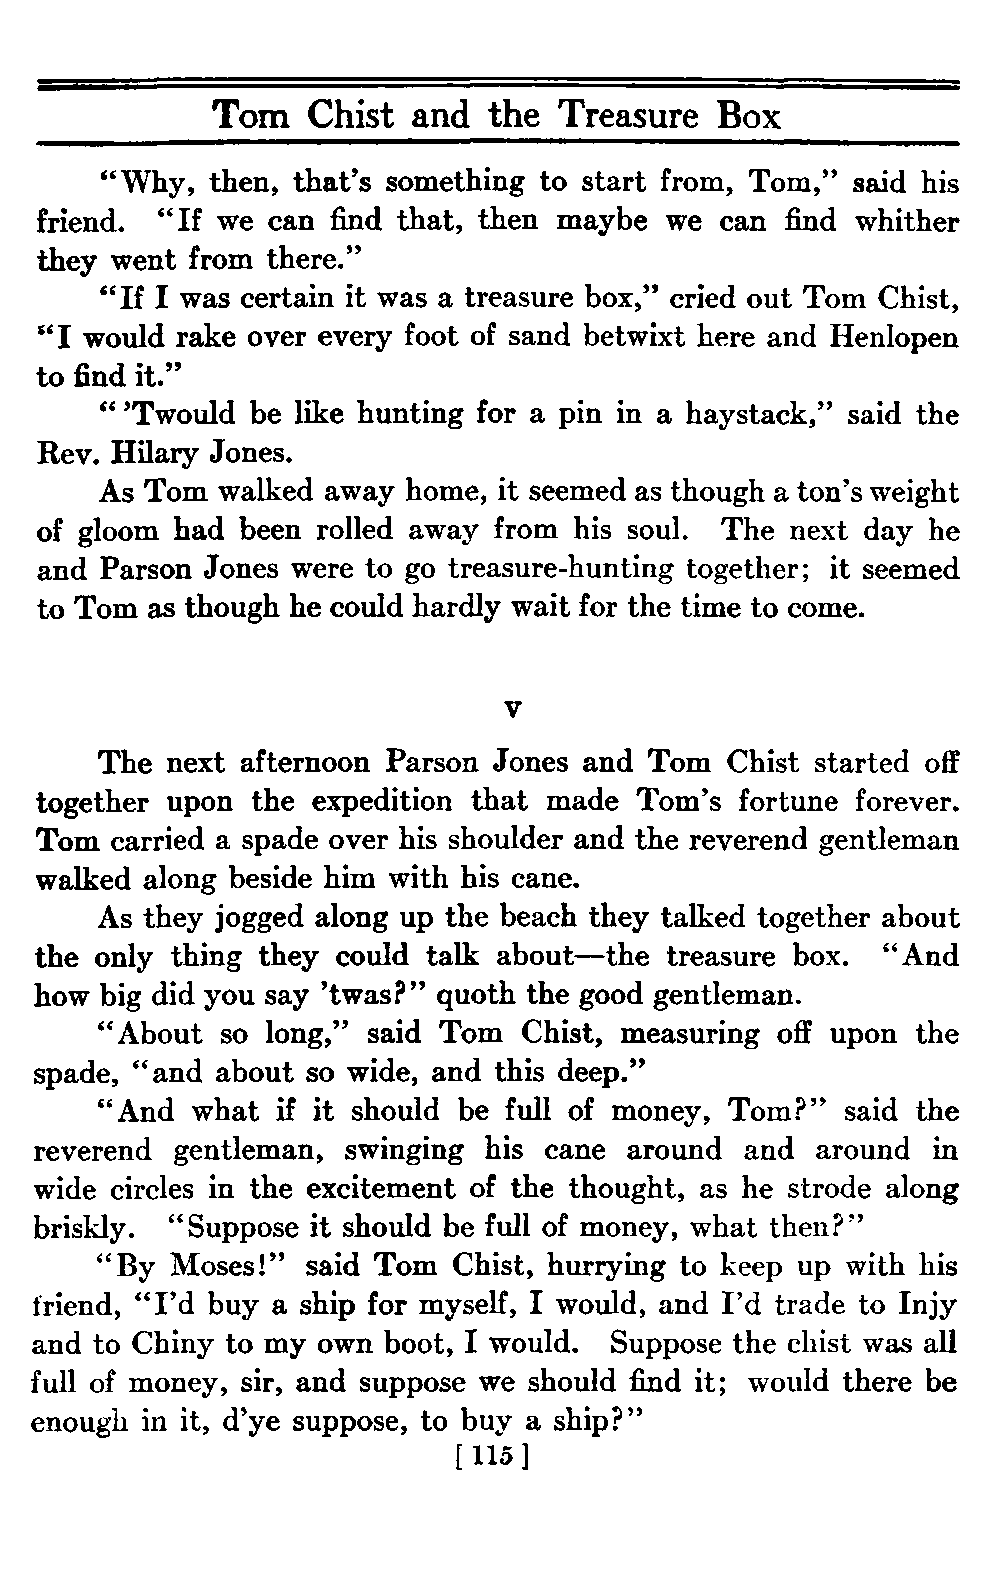 Tom Chist and the Treasure Box
“Why, then, that’s something to start from, Tom,” said his
friend. “If we can find that, then maybe we can find whither
they went from there.”
“If I was certain it was a treasure box,” cried out Tom Chist,
“I would rake over every foot of sand betwixt here and Henlopen
to find it.”
“ ’Twould be like hunting for a pin in a haystack,” said the
Rev. Hilary Jones.
As Tom walked away home, it seemed as though a ton’s weight
of gloom had been rolled away from his soul. The next day he
and Parson Jones were to go treasure-hunting together; it seemed
to Tom as though he could hardly wait for the time to come.
V
The next afternoon Parson Jones and Tom Chist started off
together upon the expedition that made Tom’s fortune forever.
Tom carried a spade over his shoulder and the reverend gentleman
walked along beside him with his cane.
As they jogged along up the beach they talked together about
the only thing they could talk about—the treasure box. “And
how big did you say ’twas?” quoth the good gentleman.
“About so long,” said Tom Chist, measuring off upon the
spade, “and about so wide, and this deep.”
“And what if it should be full of money, Tom?” said the
reverend gentleman, swinging his cane around and around in
wide circles in the excitement of the thought, as he strode along
briskly. “Suppose it should be full of money, what then?”
“By Moses!” said Tom Chist, hurrying to keep up with his
friend, “I’d buy a ship for myself, I would, and I’d trade to Injy
and to Chiny to my own boot, I would. Suppose the chist was all
full of money, sir, and suppose we should find it; would there be
enough in it, d’ye suppose, to buy a ship?”
[ 115 ]